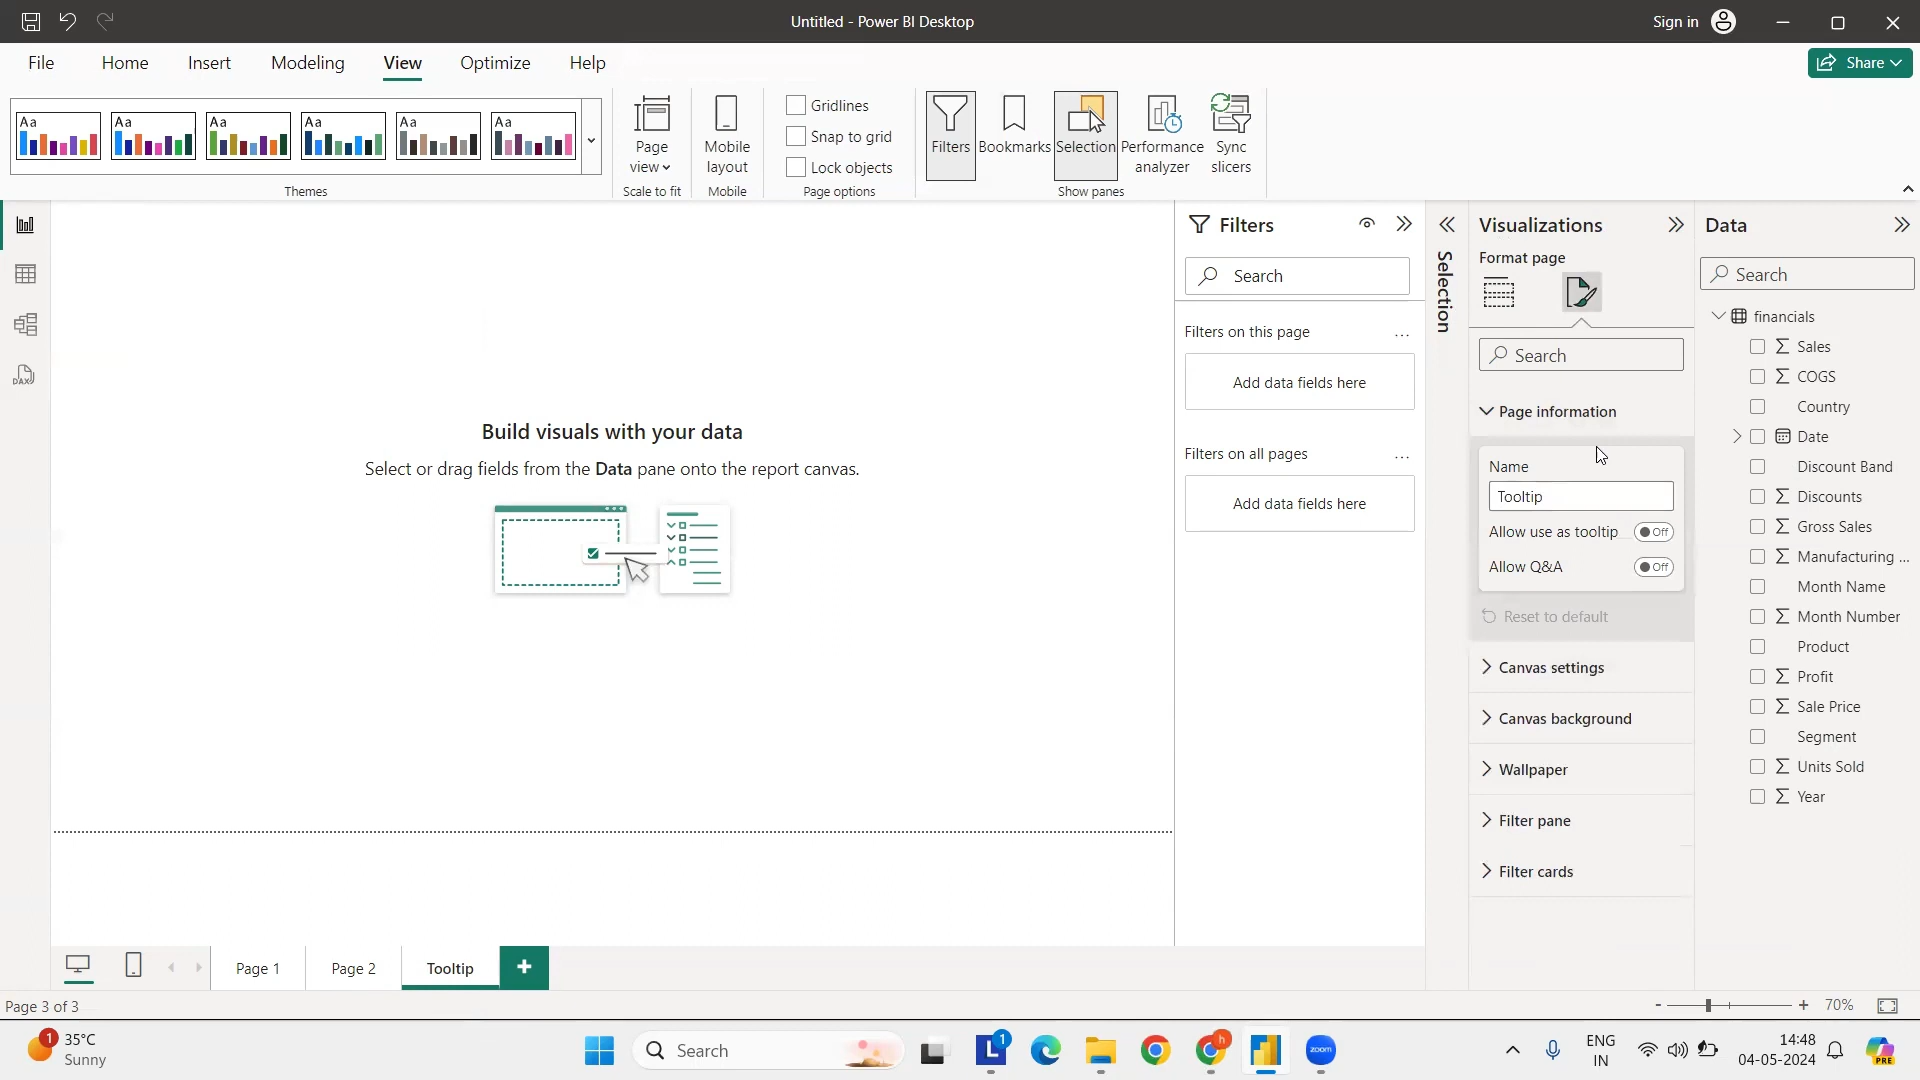 Untitled - Power BI Desktop
Sign in
File Home Insert Modeling View Optimize Help
Share
Aa Aa Aa Aa Aa Aa
Page view
Mobile layout
Gridlines
Snap to grid
Lock objects
Filters
Bookmarks
Selection
Performance analyzer
Sync slicers
Themes
Scale to fit
Mobile
Page options
Show panes
DAX
Build visuals with your data
Select or drag fields from the Data pane onto the report canvas.
Filters
Search
Filters on this page
...
Add data fields here
Filters on all pages
...
Add data fields here
Selection
Visualizations
Format page
Search
Page information
Name
Tooltip
Allow use as tooltip Off
Allow Q&A Off
Reset to default
Canvas settings
Canvas background
Wallpaper
Filter pane
Filter cards
Data
Search
financials
Σ Sales
Σ COGS
Country
Date
Discount Band
Σ Discounts
Σ Gross Sales
Σ Manufacturing ...
Month Name
Σ Month Number
Product
Σ Profit
Σ Sale Price
Segment
Σ Units Sold
Σ Year
Page 1
Page 2
Tooltip
+
Page 3 of 3
- + 70%
1
35°C
Sunny
Search
L
1
h
zoom
ENG
IN
14:48
04-05-2024
PRE